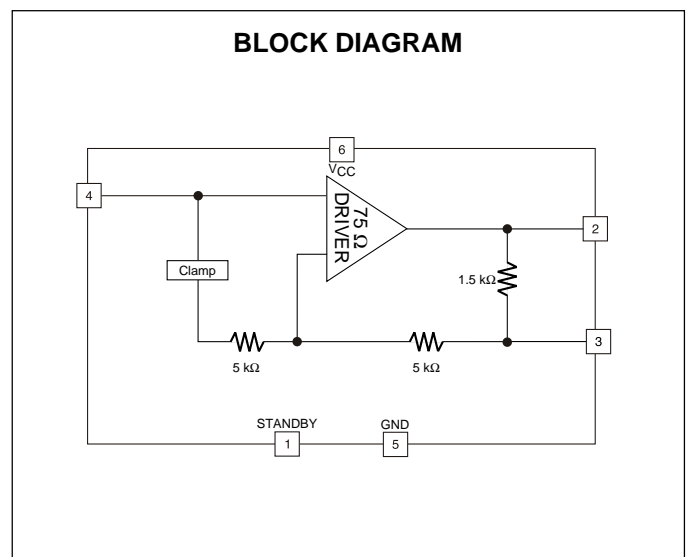 BLOCK DIAGRAM
6
VCC
4
75 Ω
DRIVER
2
Clamp
1.5 kΩ
3
5 kΩ
5 kΩ
STANDBY
GND
1
5